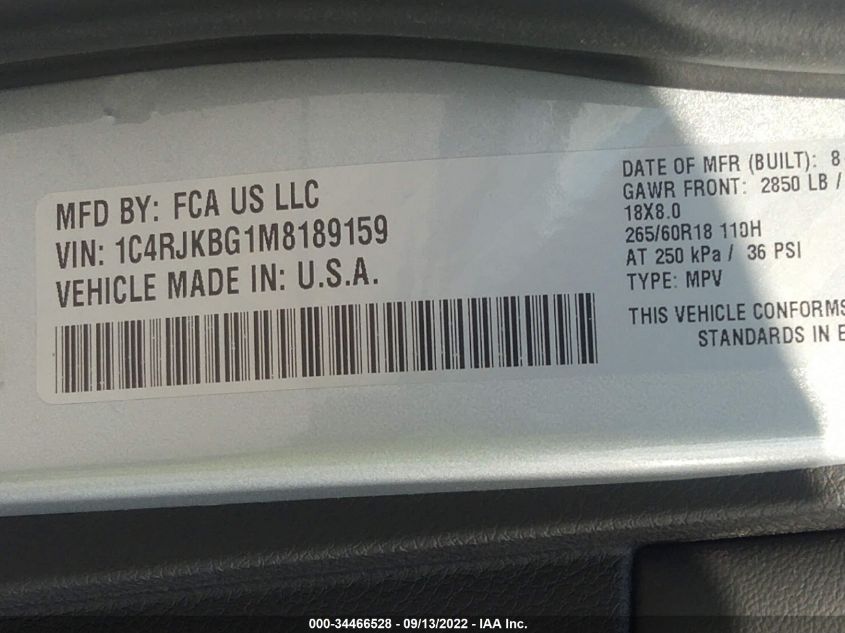 MFD BY: FCA US LLC
VIN: 1C4RJKBG1M8189159
VEHICLE MADE IN: U.S.A.
DATE OF MFR (BUILT): 8
GAWR FRONT: 2850 LB /
18X8.0
265/60R18 110H
AT 250 kPa / 36 PSI
TYPE: MPV
THIS VEHICLE CONFORMS
STANDARDS IN E
000-34466528 - 09/13/2022 - IAA Inc.